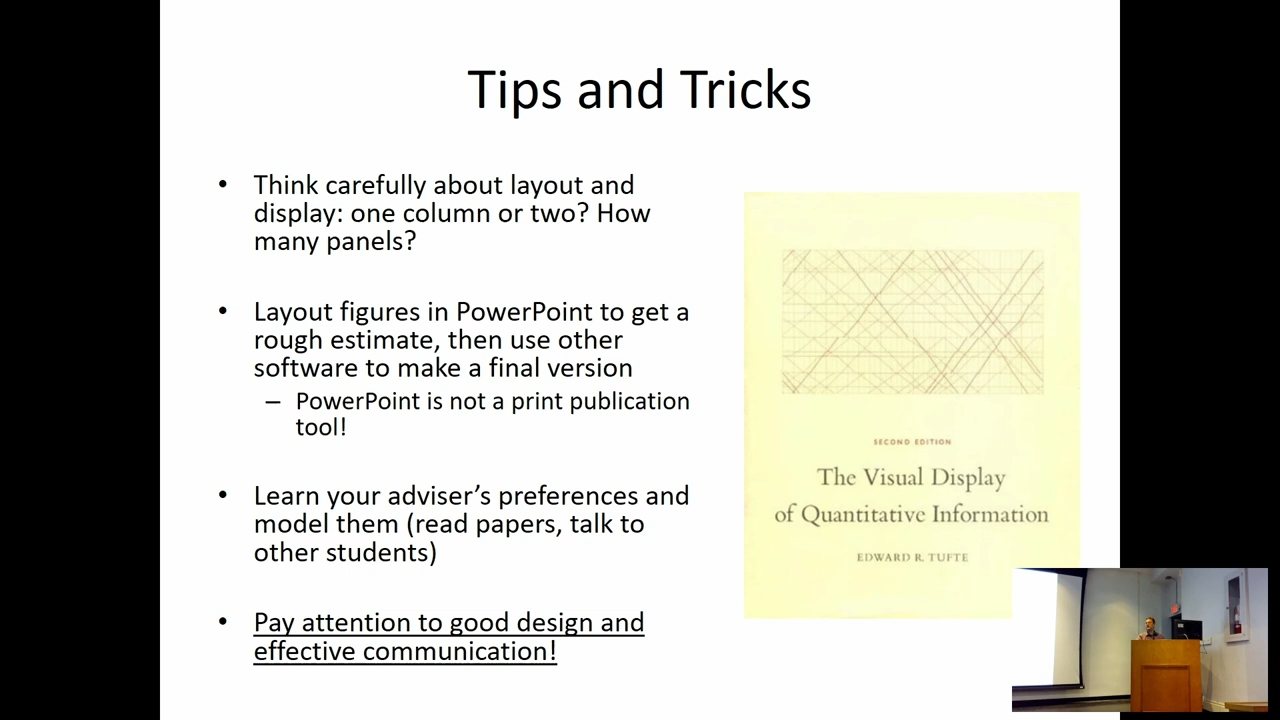 Tips and Tricks
• Think carefully about layout and
display: one column or two? How
many panels?
• Layout figures in PowerPoint to get a
rough estimate, then use other
software to make a final version
– PowerPoint is not a print publication
tool!
• Learn your adviser’s preferences and
model them (read papers, talk to
other students)
• Pay attention to good design and
effective communication!
SECOND EDITION
The Visual Display
of Quantitative Information
EDWARD R. TUFTE